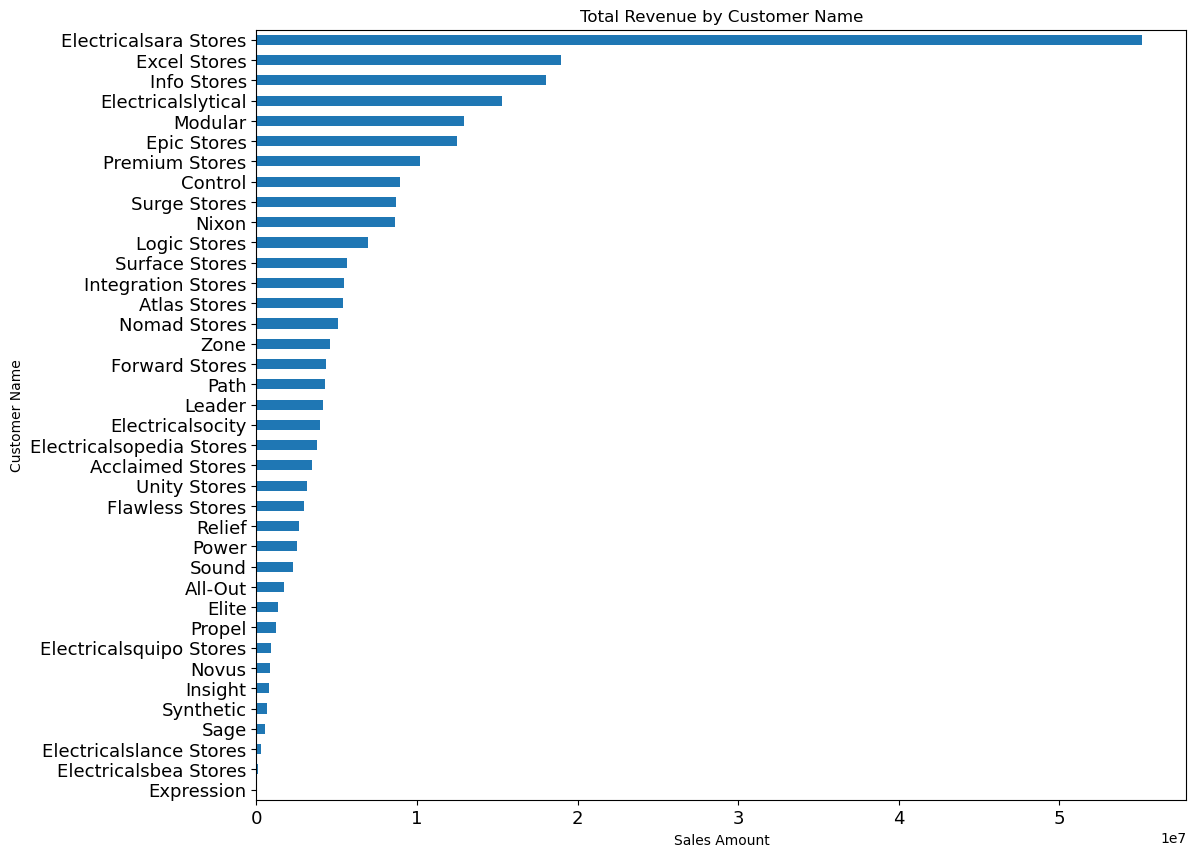 Total Revenue by Customer Name
Electricalsara Stores
Excel Stores
Info Stores
Electricalslytical
Modular
Epic Stores
Premium Stores
Control
Surge Stores
Nixon
Logic Stores
Surface Stores
Integration Stores
Atlas Stores
Nomad Stores
Zone
Forward Stores
Path
Leader
Electricalsocity
Electricalsopedia Stores
Acclaimed Stores
Unity Stores
Flawless Stores
Relief
Power
Sound
All-Out
Elite
Propel
Electricalsquipo Stores
Novus
Insight
Synthetic
Sage
Electricalslance Stores
Electricalsbea Stores
Expression
Customer Name
0 1 2 3 4 5
1e7
Sales Amount